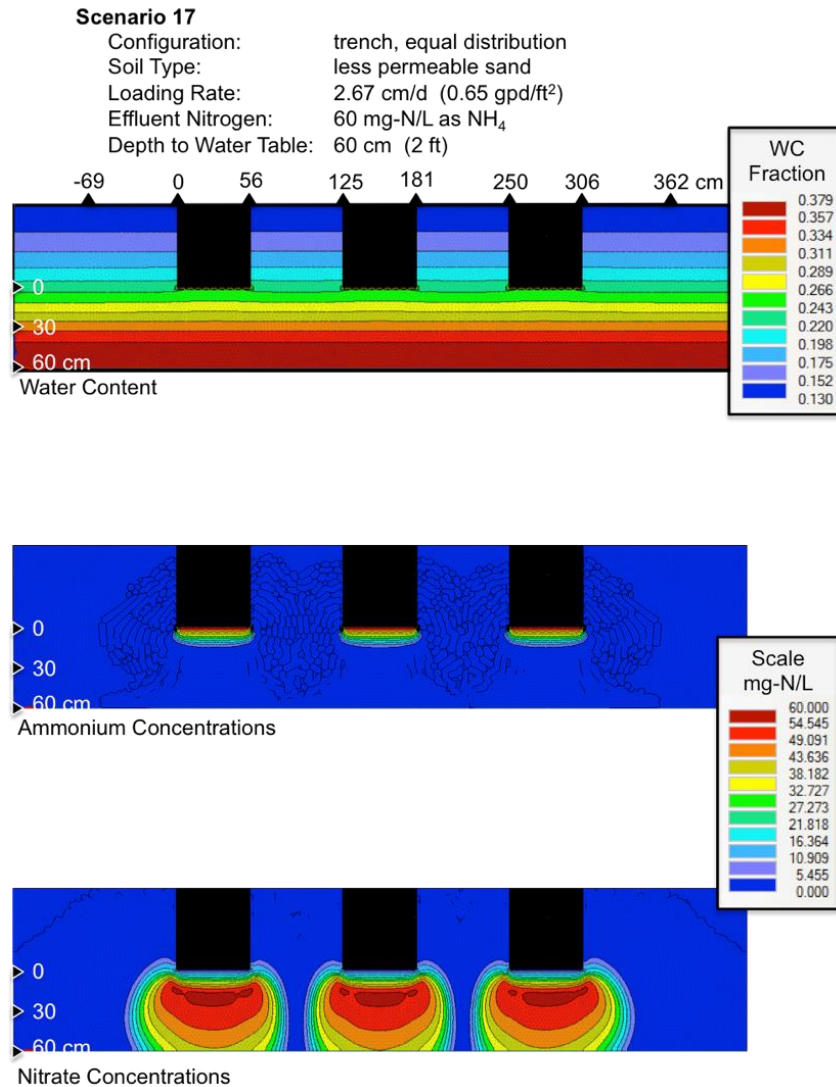 Scenario 17
Configuration: trench, equal distribution
Soil Type: less permeable sand
Loading Rate: 2.67 cm/d (0.65 gpd/ft²)
Effluent Nitrogen: 60 mg-N/L as NH₄
Depth to Water Table: 60 cm (2 ft)
-69 0 56 125 181 250 306 362 cm
WC
Fraction
0.379
0.357
0.334
0.311
0.289
0.266
0.243
0.220
0.198
0.175
0.152
0.130
0
30
60 cm
Water Content
0
30
60 cm
Ammonium Concentrations
Scale
mg-N/L
60.000
54.545
49.091
43.636
38.182
32.727
27.273
21.818
16.364
10.909
5.455
0.000
0
30
60 cm
Nitrate Concentrations